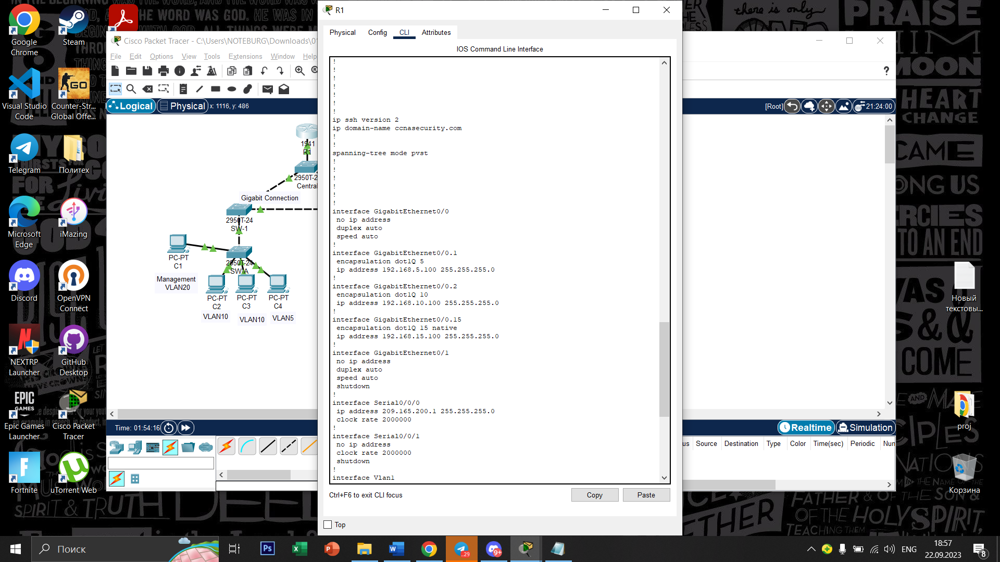 Google
Chrome
Steam
Visual Studio
Code
Counter-Str...
Global Offe...
Telegram
Политех
Microsoft
Edge
iMazing
Discord
OpenVPN
Connect
NEXTRP
Launcher
GitHub
Desktop
EPIC
GAMES
Epic Games
Launcher
Cisco Packet
Tracer
Fortnite
uTorrent Web
Cisco Packet Tracer - C:\Users\NOTEBURG\Downloads\01
File Edit Options View Tools Extensions Window Help
Logical Physical x: 1116, y: 486
[Root] 21:24:00
1941
R1
2950T-2
Central
Gigabit Connection
2950T-24
SW-1
PC-PT
C1
2950T-24
SW-A
Management
VLAN20
PC-PT
C2
PC-PT
C3
PC-PT
C4
VLAN10
VLAN10
VLAN5
Time: 01:54:16
Realtime Simulation
us Source Destination Type Color Time(sec) Periodic Nun
R1
Physical Config CLI Attributes
IOS Command Line Interface
!
!
!
!
!
!
!
ip ssh version 2
ip domain-name ccnasecurity.com
!
!
spanning-tree mode pvst
!
!
!
!
!
!
interface GigabitEthernet0/0
no ip address
duplex auto
speed auto
!
interface GigabitEthernet0/0.1
encapsulation dot1Q 5
ip address 192.168.5.100 255.255.255.0
!
interface GigabitEthernet0/0.2
encapsulation dot1Q 10
ip address 192.168.10.100 255.255.255.0
!
interface GigabitEthernet0/0.15
encapsulation dot1Q 15 native
ip address 192.168.15.100 255.255.255.0
!
interface GigabitEthernet0/1
no ip address
duplex auto
speed auto
shutdown
!
interface Serial0/0/0
ip address 209.165.200.1 255.255.255.0
clock rate 2000000
!
interface Serial0/0/1
no ip address
clock rate 2000000
shutdown
!
interface Vlan1
Ctrl+F6 to exit CLI focus
Copy Paste
Top
Новый
текстовы...
proj
Корзина
Поиск
ENG
18:57
22.09.2023
8